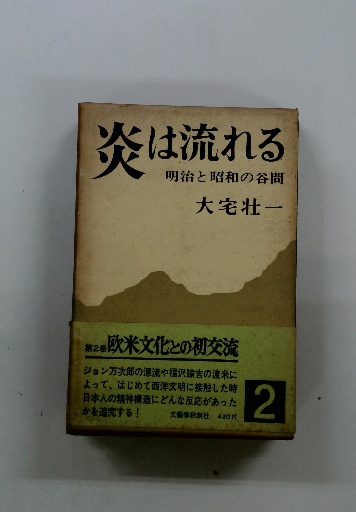 炎は流れる
明治と昭和の谷間
大宅壮一
第2巻 欧米文化との初交流
ジョン万次郎の漂流や福沢諭吉の渡米に
よって、はじめて西洋文明に接触した時
日本人の精神構造にどんな反応があった
かを追究する!
文藝春秋新社 420円
2